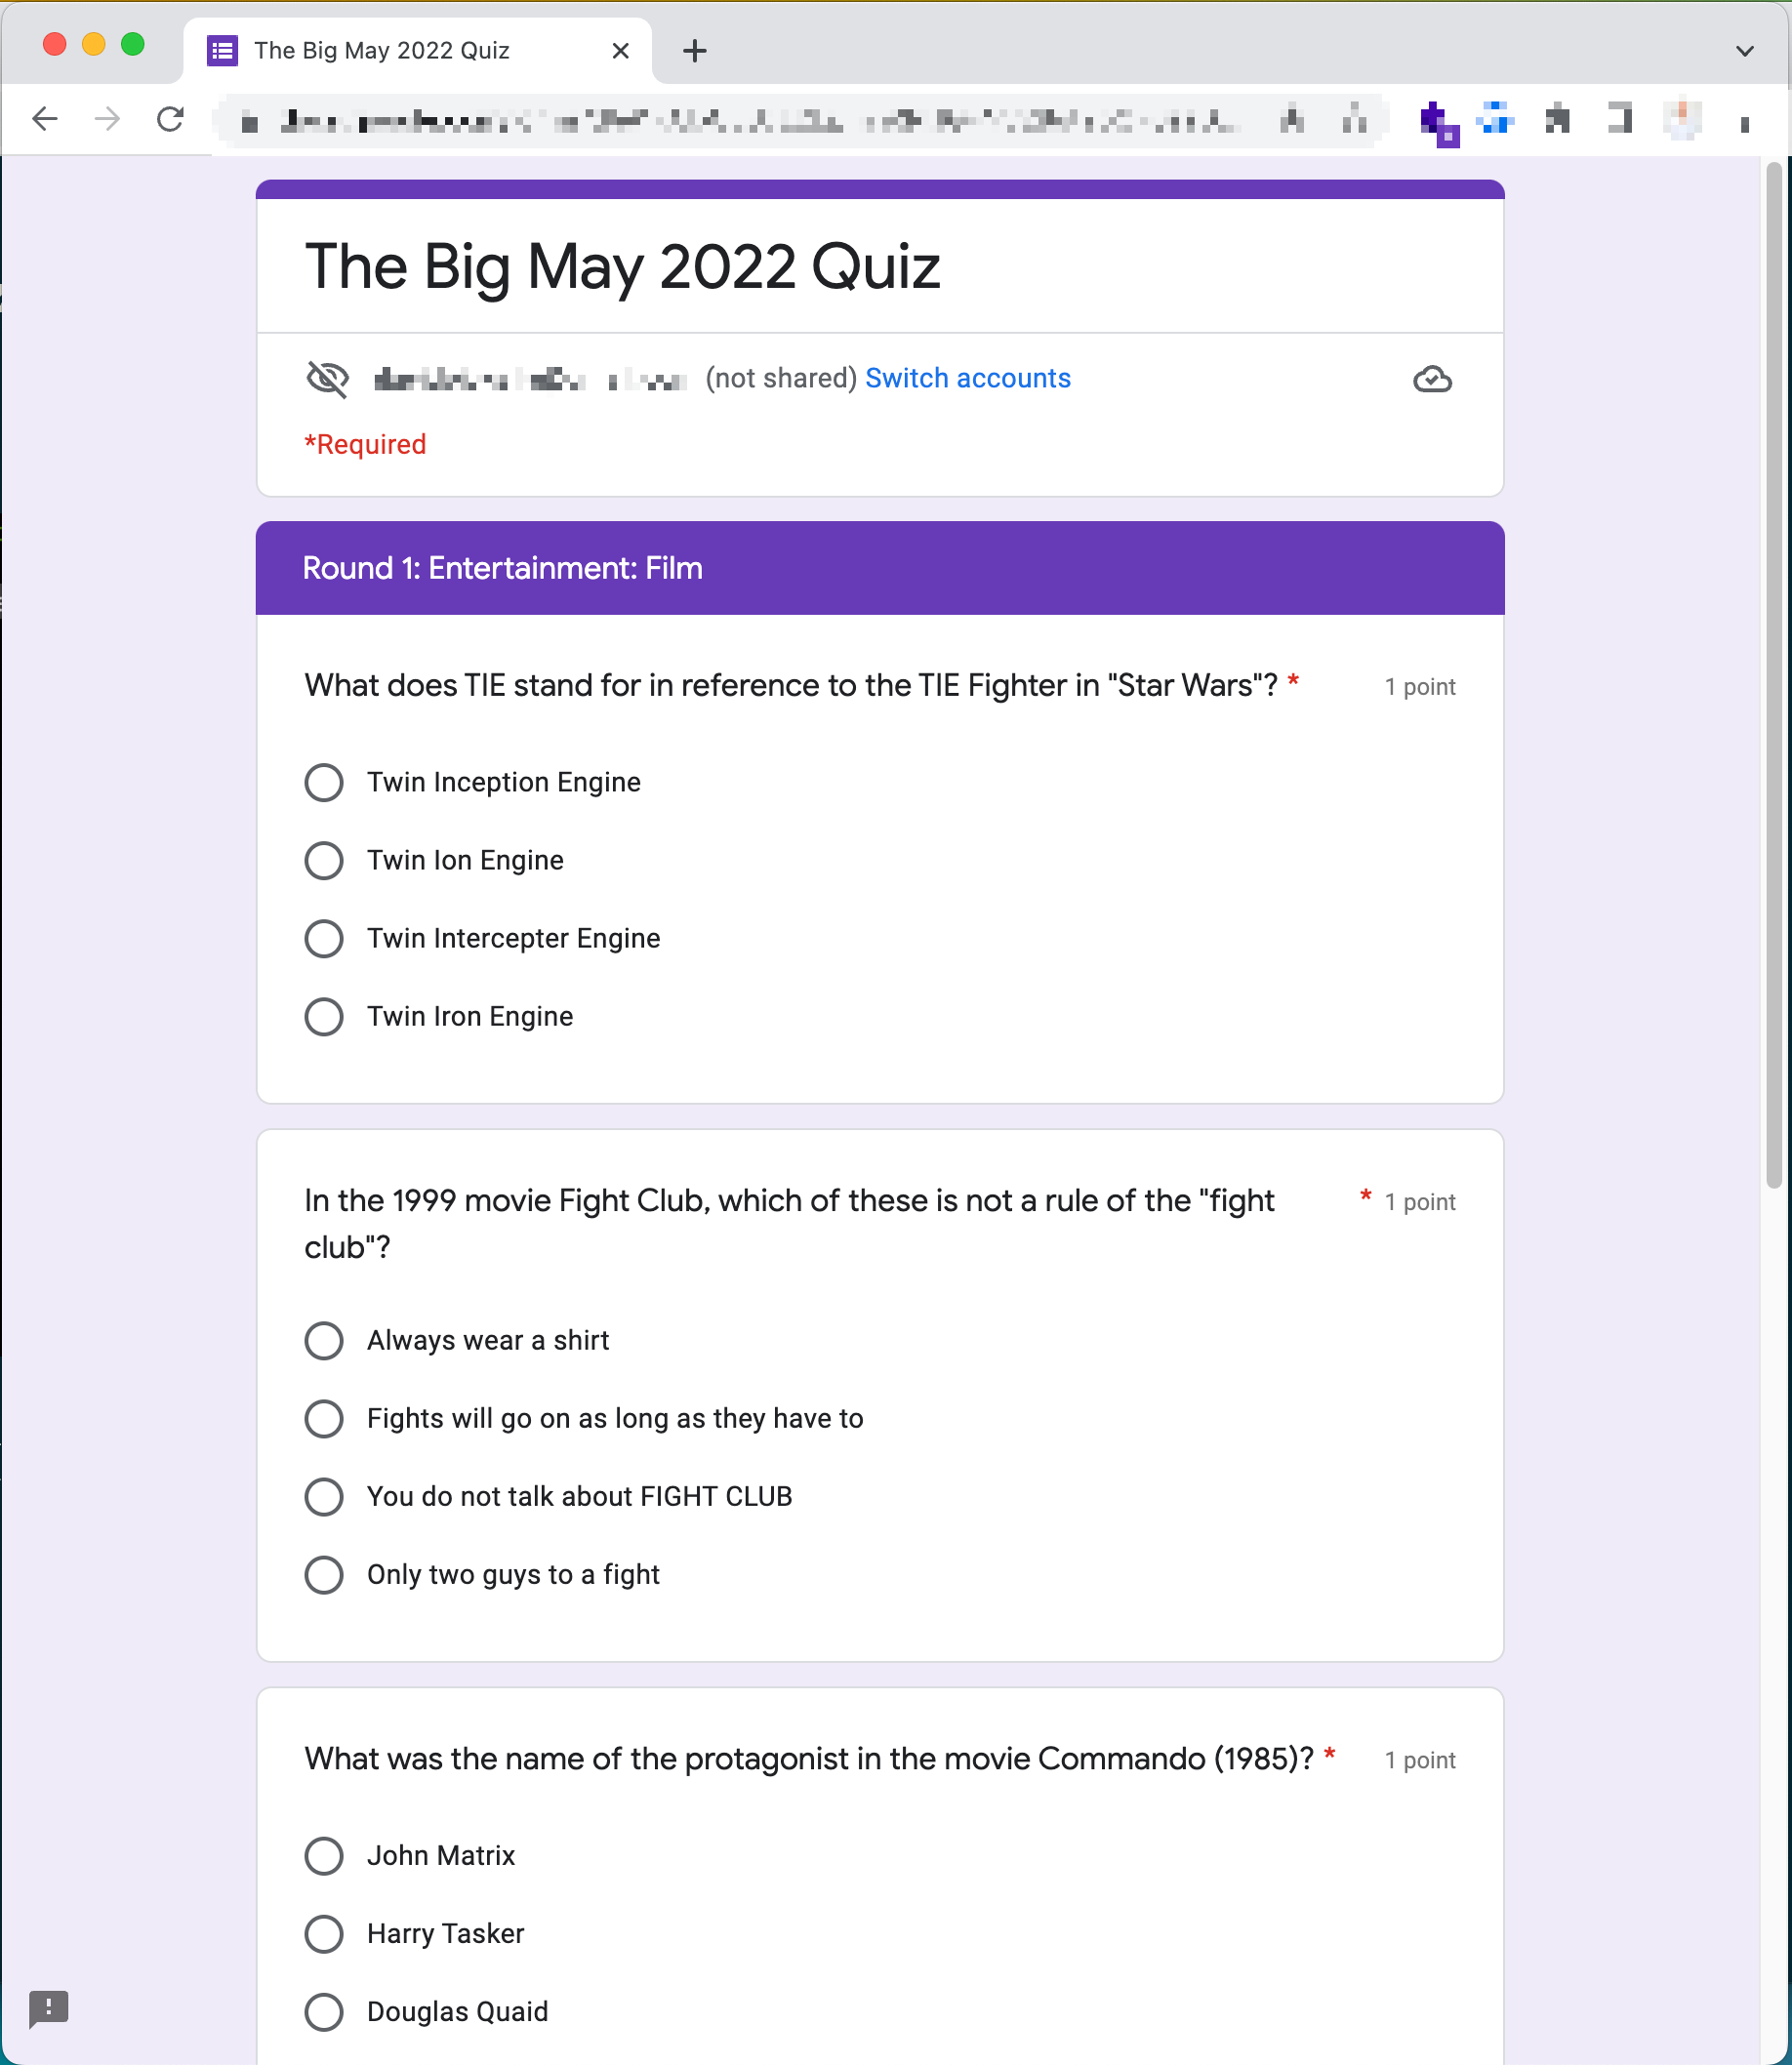 The Big May 2022 Quiz
The Big May 2022 Quiz
(not shared) Switch accounts
*Required
Round 1: Entertainment: Film
What does TIE stand for in reference to the TIE Fighter in "Star Wars"? * 1 point
Twin Inception Engine
Twin Ion Engine
Twin Intercepter Engine
Twin Iron Engine
In the 1999 movie Fight Club, which of these is not a rule of the "fight * 1 point
club"?
Always wear a shirt
Fights will go on as long as they have to
You do not talk about FIGHT CLUB
Only two guys to a fight
What was the name of the protagonist in the movie Commando (1985)? * 1 point
John Matrix
Harry Tasker
Douglas Quaid